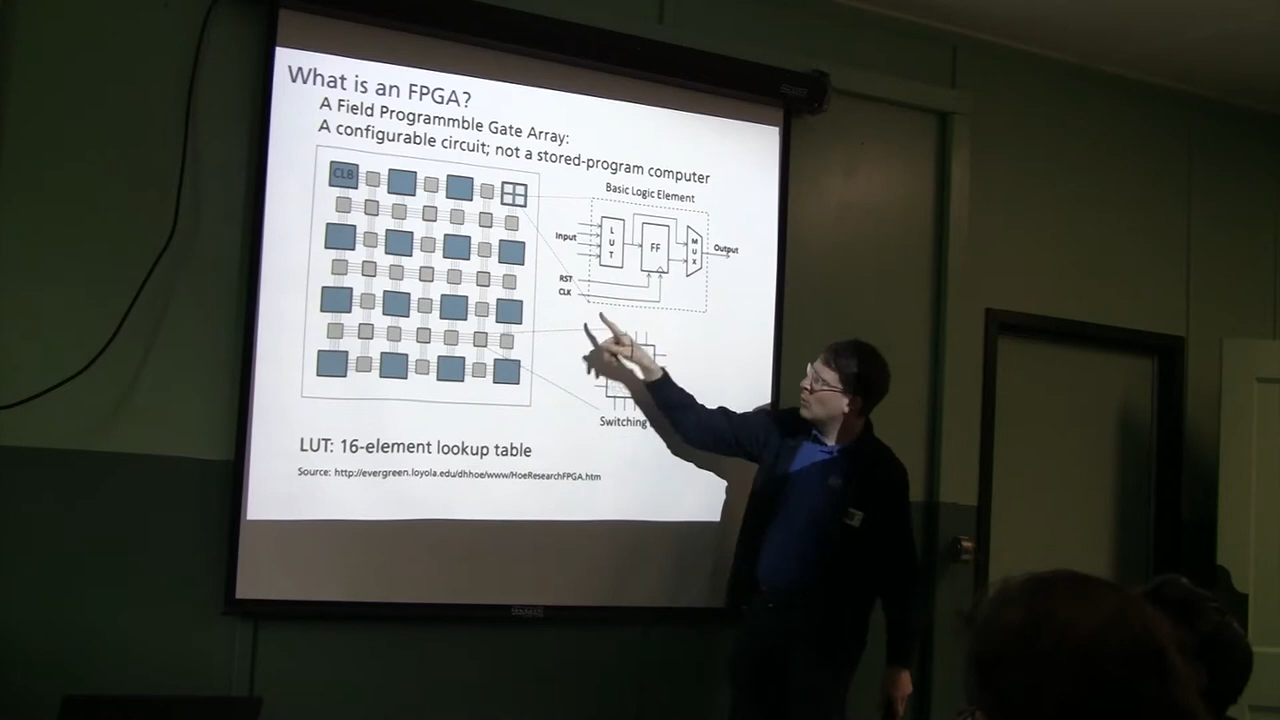 What is an FPGA?
A Field Programmble Gate Array:
A configurable circuit; not a stored-program computer
CLB
Basic Logic Element
Input
LUT
FF
MUX
Output
RST
CLK
Switching
LUT: 16-element lookup table
Source: http://evergreen.loyola.edu/dhhoe/www/HoeResearchFPGA.htm